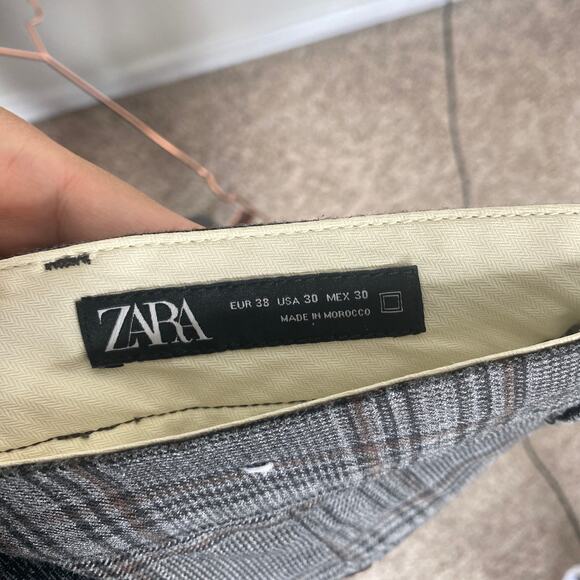 ZARA
EUR 38 USA 30 MEX 30
MADE IN MOROCCO